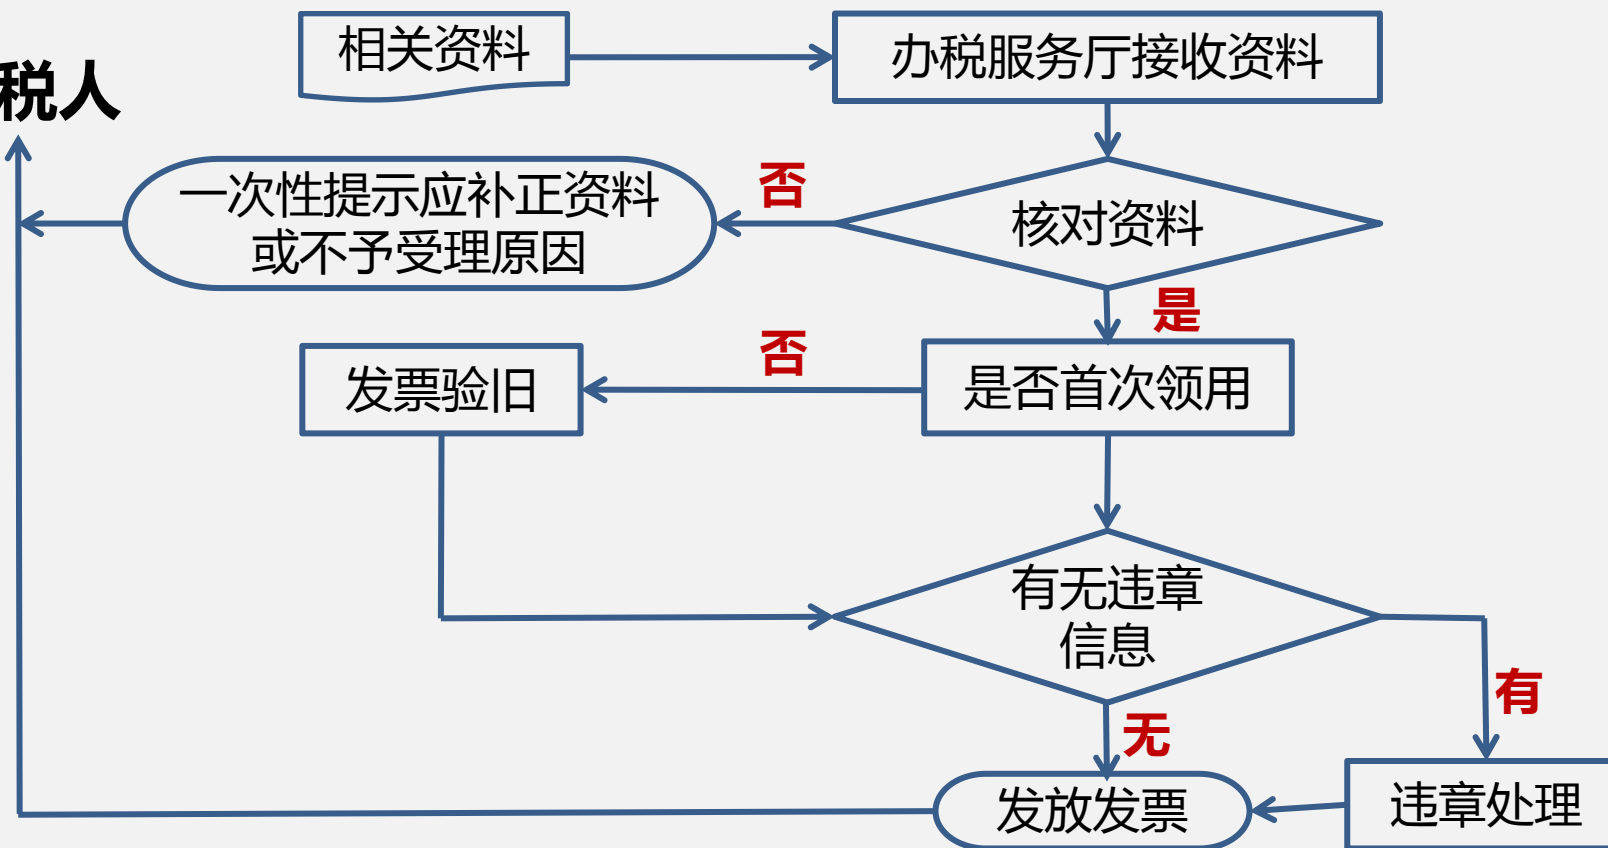 相关资料
办税服务厅接收资料
税人
一次性提示应补正资料
或不予受理原因
否
核对资料
是
否
发票验旧
是否首次领用
有无违章
信息
有
无
发放发票
违章处理